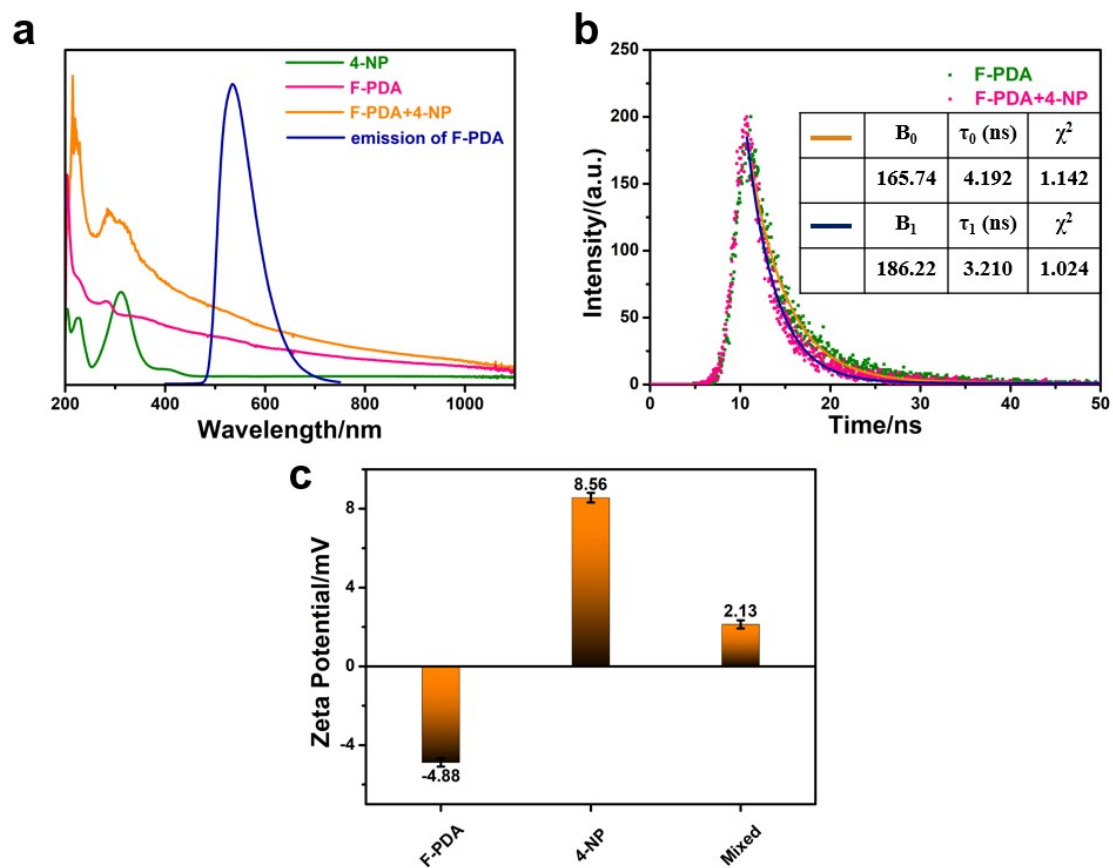 a
4-NP
F-PDA
F-PDA+4-NP
emission of F-PDA
200 400 600 800 1000
Wavelength/nm
b
250
200
150
100
50
0
Intensity/(a.u.)
F-PDA
F-PDA+4-NP
B₀ τ₀ (ns) χ²
165.74 4.192 1.142
B₁ τ₁ (ns) χ²
186.22 3.210 1.024
0 10 20 30 40 50
Time/ns
c
8
4
0
-4
Zeta Potential/mV
8.56
2.13
-4.88
F-PDA 4-NP Mixed